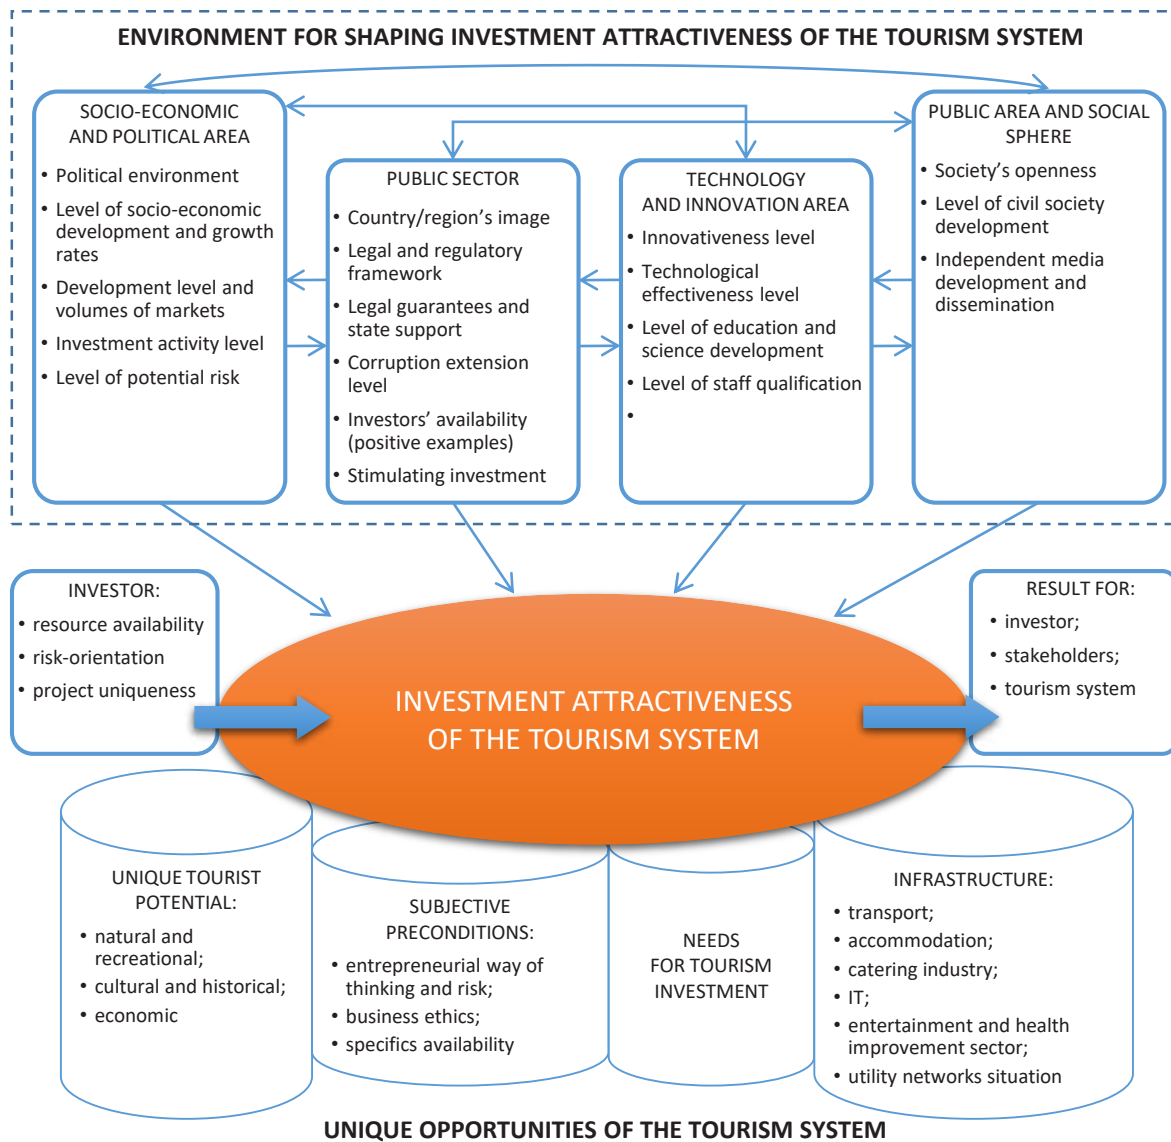 ENVIRONMENT FOR SHAPING INVESTMENT ATTRACTIVENESS OF THE TOURISM SYSTEM
SOCIO-ECONOMIC
AND POLITICAL AREA
• Political environment
• Level of socio-economic
development and growth
rates
• Development level and
volumes of markets
• Investment activity level
• Level of potential risk
PUBLIC SECTOR
• Country/region's image
• Legal and regulatory
framework
• Legal guarantees and
state support
• Corruption extension
level
• Investors' availability
(positive examples)
• Stimulating investment
TECHNOLOGY
AND INNOVATION AREA
• Innovativeness level
• Technological
effectiveness level
• Level of education and
science development
• Level of staff qualification
•
PUBLIC AREA AND SOCIAL
SPHERE
• Society's openness
• Level of civil society
development
• Independent media
development and
dissemination
INVESTOR:
• resource availability
• risk-orientation
• project uniqueness
INVESTMENT ATTRACTIVENESS
OF THE TOURISM SYSTEM
RESULT FOR:
• investor;
• stakeholders;
• tourism system
UNIQUE TOURIST
POTENTIAL:
• natural and
recreational;
• cultural and historical;
• economic
SUBJECTIVE
PRECONDITIONS:
• entrepreneurial way of
thinking and risk;
• business ethics;
• specifics availability
NEEDS
FOR TOURISM
INVESTMENT
INFRASTRUCTURE:
• transport;
• accommodation;
• catering industry;
• IT;
• entertainment and health
improvement sector;
• utility networks situation
UNIQUE OPPORTUNITIES OF THE TOURISM SYSTEM